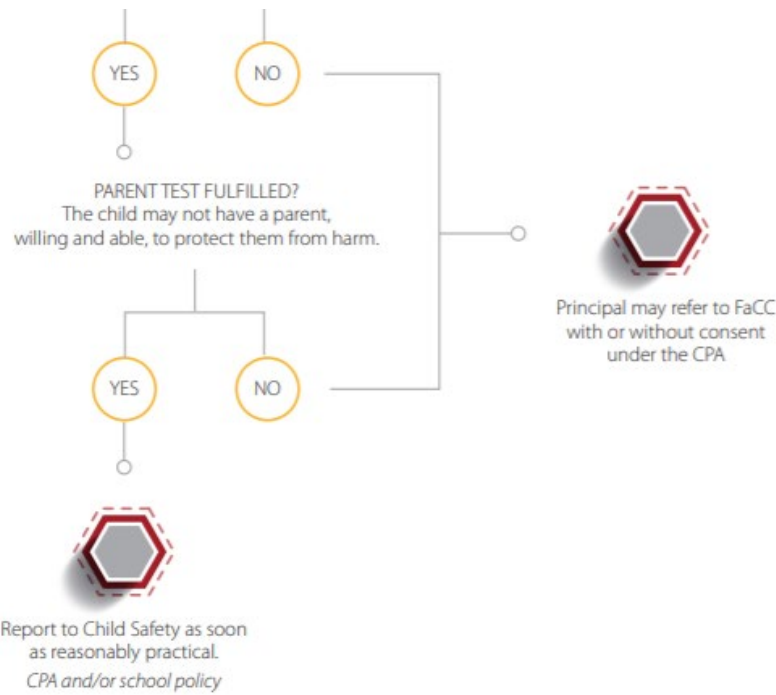 YES
NO
PARENT TEST FULFILLED?
The child may not have a parent,
willing and able, to protect them from harm.
Principal may refer to FaCC
with or without consent
under the CPA
YES
NO
Report to Child Safety as soon
as reasonably practical.
CPA and/or school policy